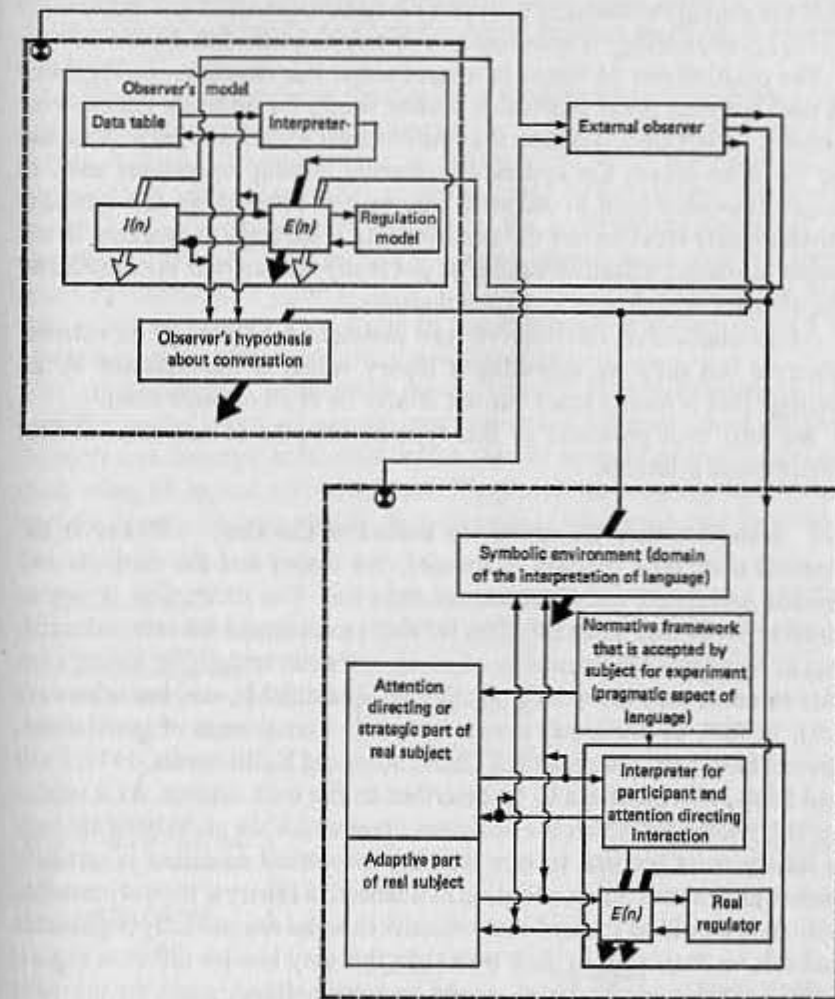 Observer's model
Data table
Interpreter
External observer
I(n)
E(n)
Regulation
model
Observer's hypothesis
about conversation
Symbolic environment (domain
of the interpretation of language)
Normative framework
that is accepted by
subject for experiment
(pragmatic aspect of
language)
Attention
directing or
strategic part of
real subject
Interpreter for
participant and
attention directing
interaction
Adaptive part
of real subject
E(n)
Real
regulator